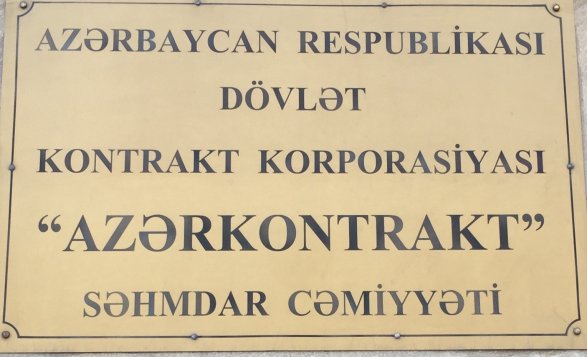 AZƏRBAYCAN RESPUBLİKASI
DÖVLƏT
KONTRAKT KORPORASİYASI
“AZƏRKONTRAKT”
SƏHMDAR CƏMİYYƏTİ